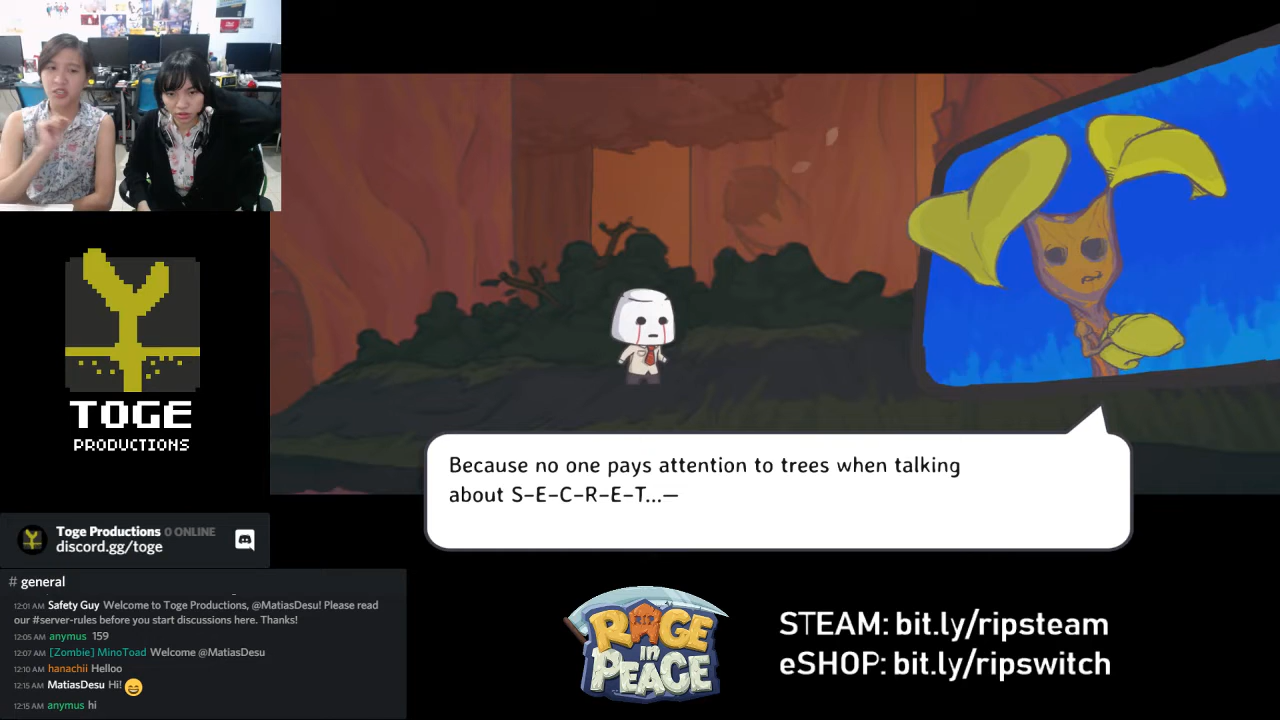 TOGE
PRODUCTIONS
Because no one pays attention to trees when talking
about S-E-C-R-E-T...—
Toge Productions 0 ONLINE
discord.gg/toge
# general
12:01 AM Safety Guy Welcome to Toge Productions, @MatiasDesu! Please read
our #server-rules before you start discussions here. Thanks!
12:05 AM anymus 159
12:07 AM [Zombie] MinoToad Welcome @MatiasDesu
12:10 AM hanachii Helloo
12:15 AM MatiasDesu Hi!
12:15 AM anymus hi
RIP
RAGE
in
PEACE
STEAM: bit.ly/ripsteam
eSHOP: bit.ly/ripswitch